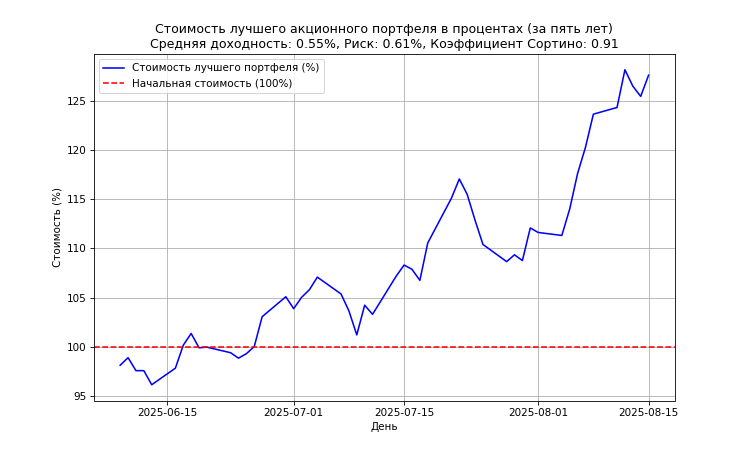 Стоимость лучшего акционного портфеля в процентах (за пять лет)
Средняя доходность: 0.55%, Риск: 0.61%, Коэффициент Сортино: 0.91
Стоимость лучшего портфеля (%)
Начальная стоимость (100%)
Стоимость (%)
125
120
115
110
105
100
95
2025-06-15
2025-07-01
2025-07-15
2025-08-01
2025-08-15
День